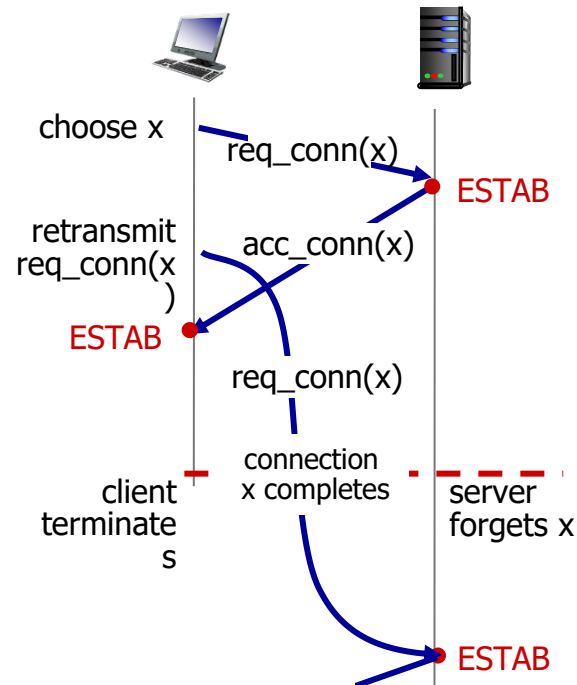 choose x
req_conn(x)
ESTAB
retransmit
req_conn(x
)
acc_conn(x)
ESTAB
req_conn(x)
connection
x completes
client
terminate
s
server
forgets x
ESTAB